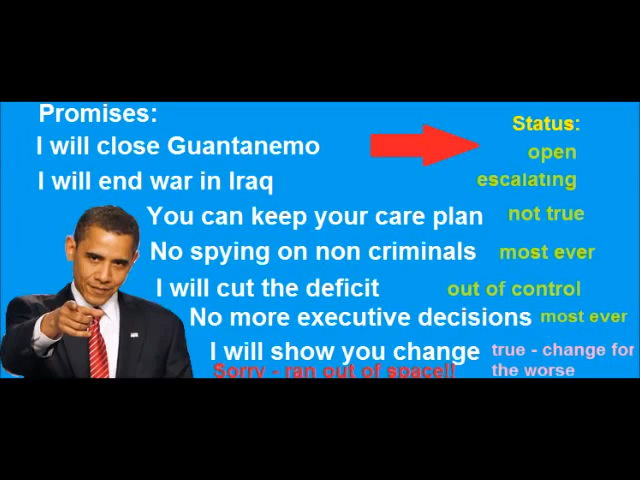 Promises:
Status:
I will close Guantanemo
open
I will end war in Iraq
escalating
You can keep your care plan
not true
No spying on non criminals
most ever
I will cut the deficit
out of control
No more executive decisions
most ever
I will show you change
true - change for
the worse
Sorry - ran out of space!!